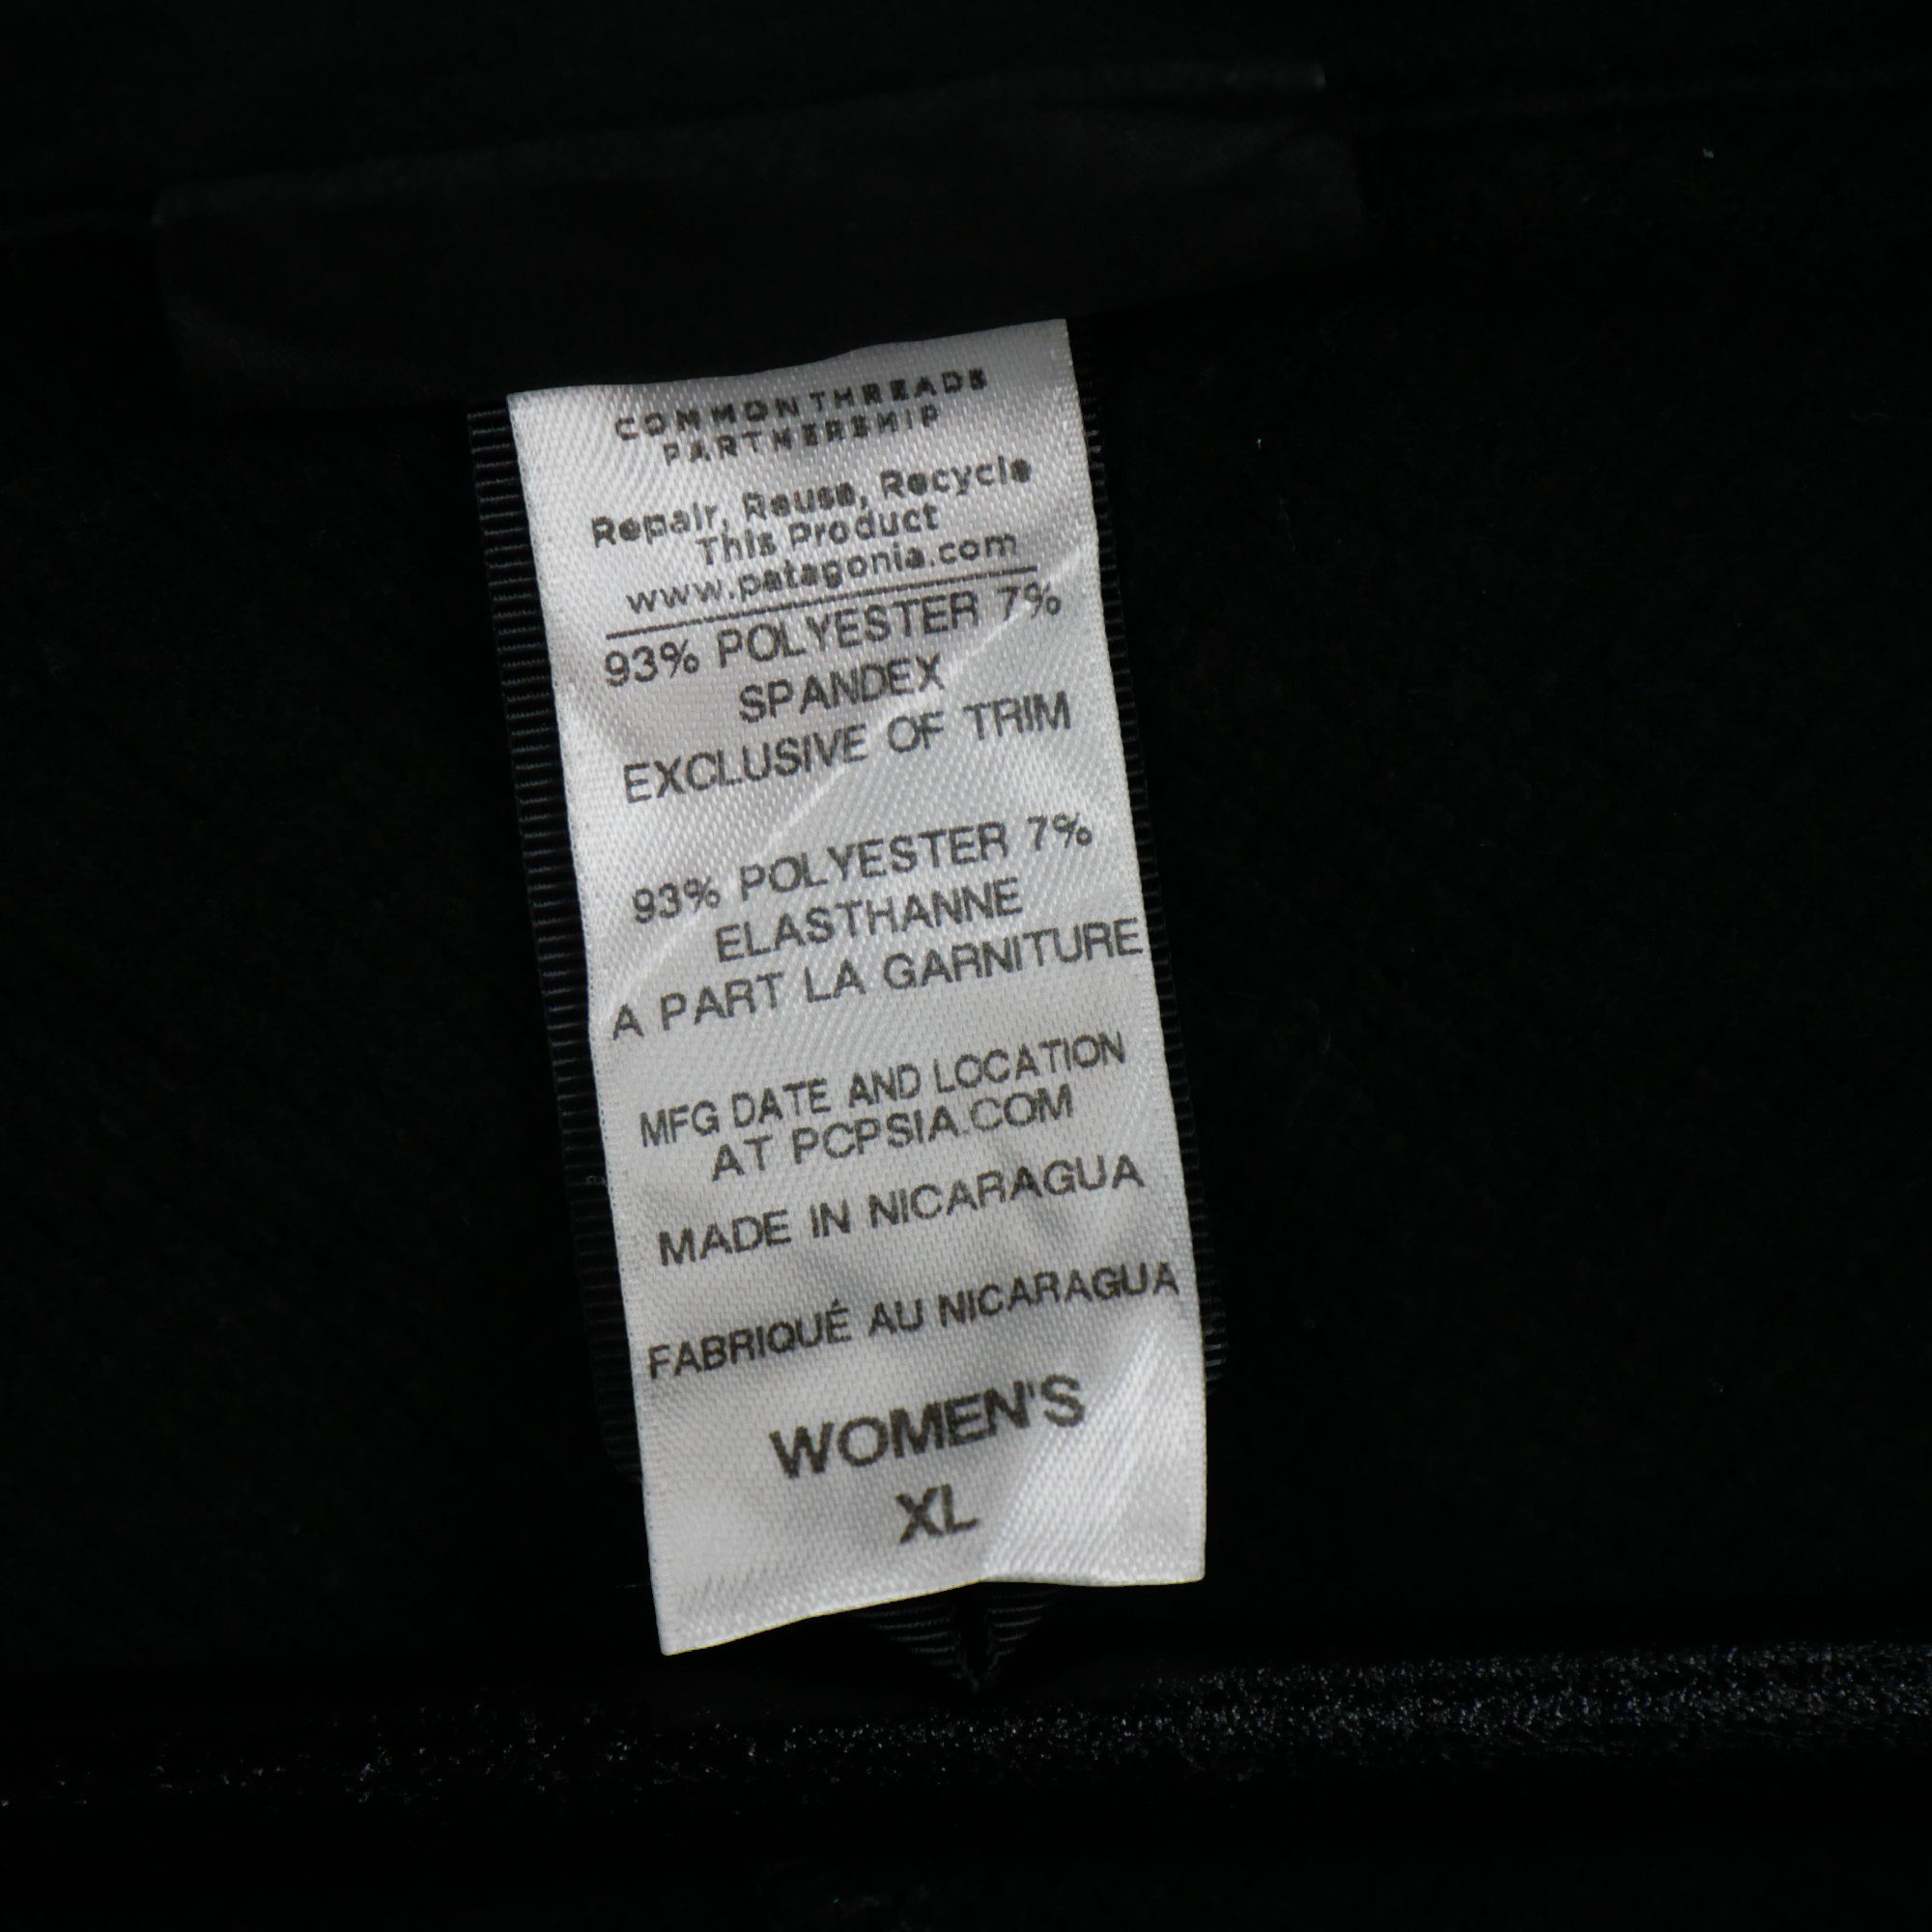 COMMON THREADS
PARTNERSHIP
Repair, Reuse, Recycle
This Product
www.patagonia.com
93% POLYESTER 7%
SPANDEX
EXCLUSIVE OF TRIM
93% POLYESTER 7%
ELASTHANNE
A PART LA GARNITURE
MFG DATE AND LOCATION
AT PCPSIA.COM
MADE IN NICARAGUA
FABRIQUÉ AU NICARAGUA
WOMEN'S
XL